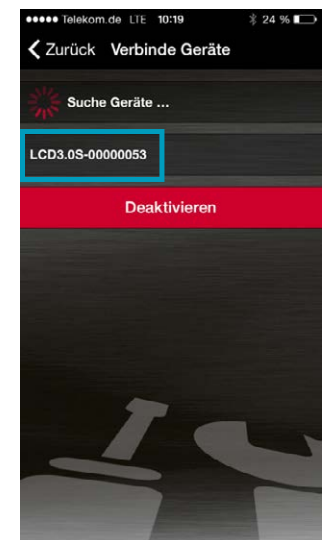 Telekom.de LTE 10:19 24 %
Zurück Verbinde Geräte
Suche Geräte ...
LCD3.0S-00000053
Deaktivieren